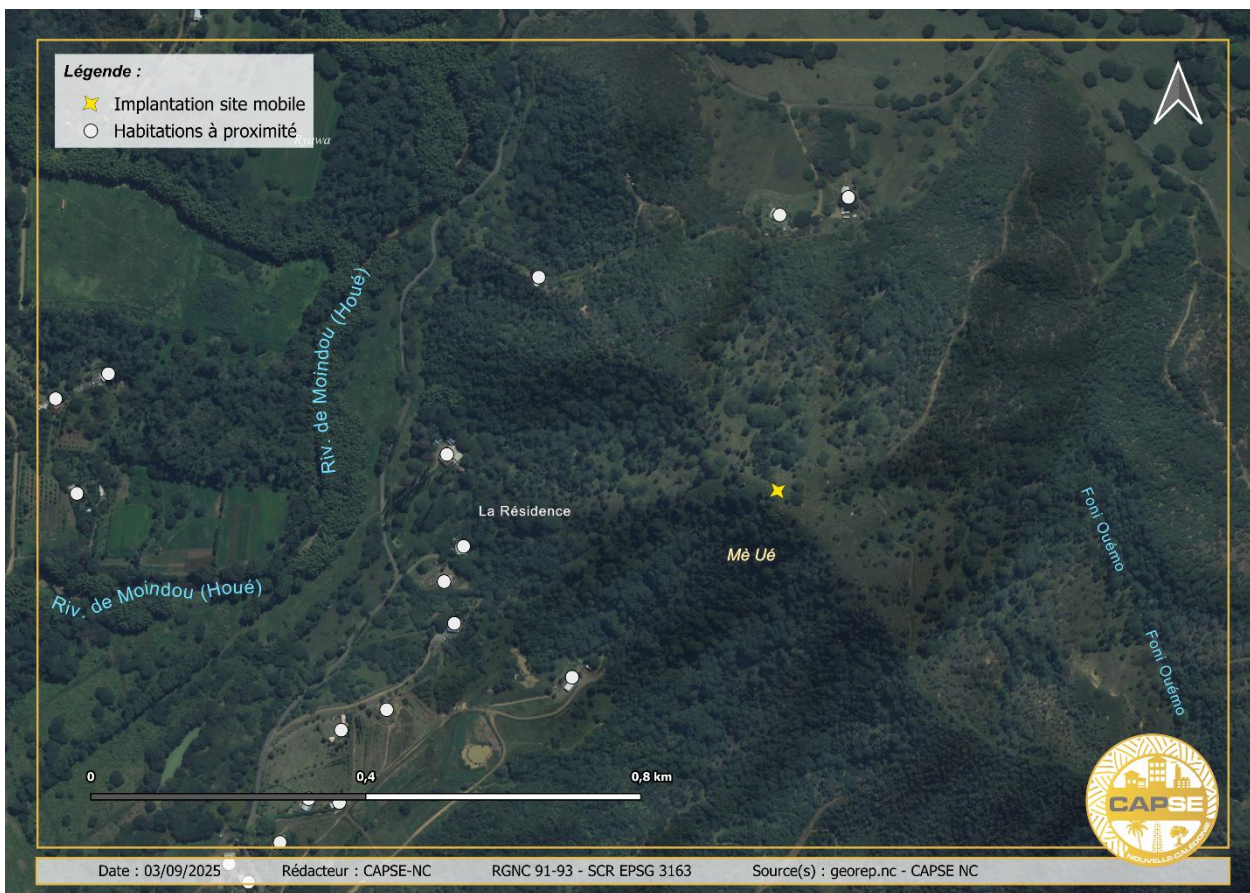 Légende :
Implantation site mobile
Habitations à proximité
Ryawa
Riv. de Moindou (Houé)
La Résidence
Mè Ué
Foni Ouémo
Riv. de Moindou (Houé)
Foni Ouémo
0
0,4
0,8 km
CAPSE
NOUVELLE-CALÉDONIE
Date : 03/09/2025 Rédacteur : CAPSE-NC RGNC 91-93 - SCR EPSG 3163 Source(s) : georep.nc - CAPSE NC